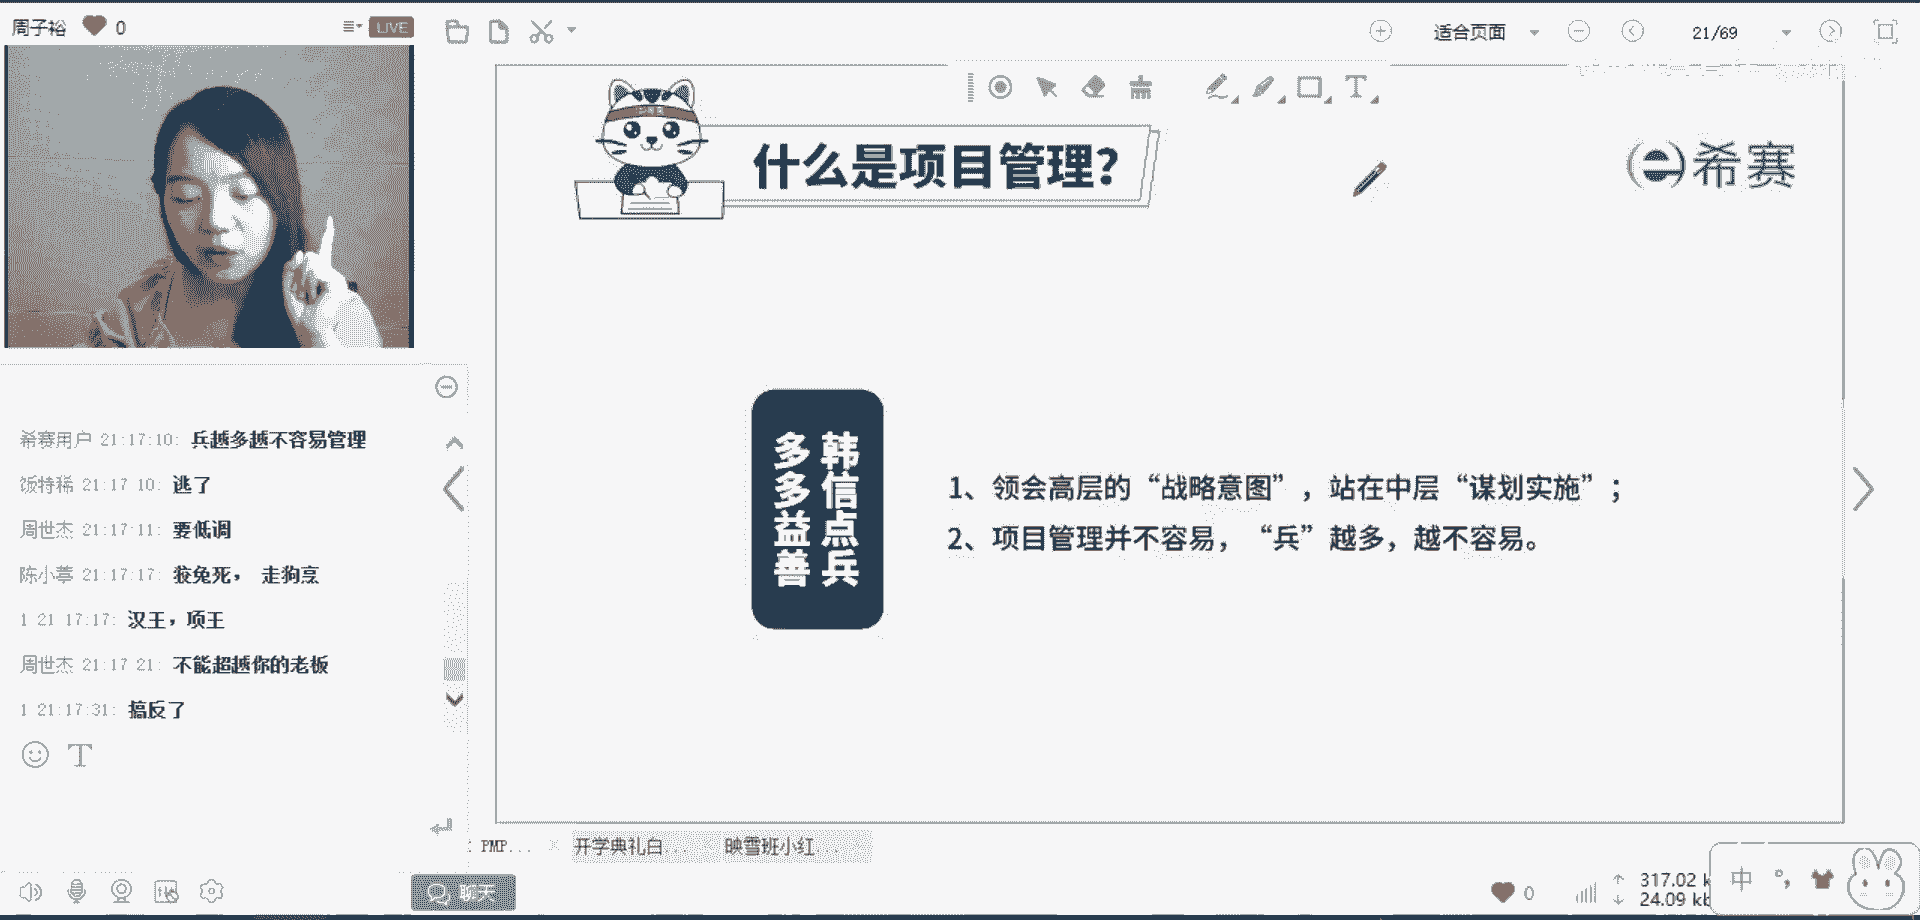 周子裕 0 LIVE
适合页面 21/69
什么是项目管理？
希赛
韩信点兵
多多益善
1、领会高层的“战略意图”，站在中层“谋划实施”；
2、项目管理并不容易，“兵”越多，越不容易。
希赛用户 21:17:10: 兵越多越不容易管理
饭特稀 21:17 10: 逃了
周世杰 21:17:11: 要低调
陈小葶 21:17:17: 狡兔死， 走狗烹
1 21 17:17: 汉王，项王
周世杰 21:17 21: 不能超越你的老板
1 21:17:31: 搞反了
PMP... 开学典礼白... 映雪班小红...
聊天
0 317.02 k
24.09 kb
中